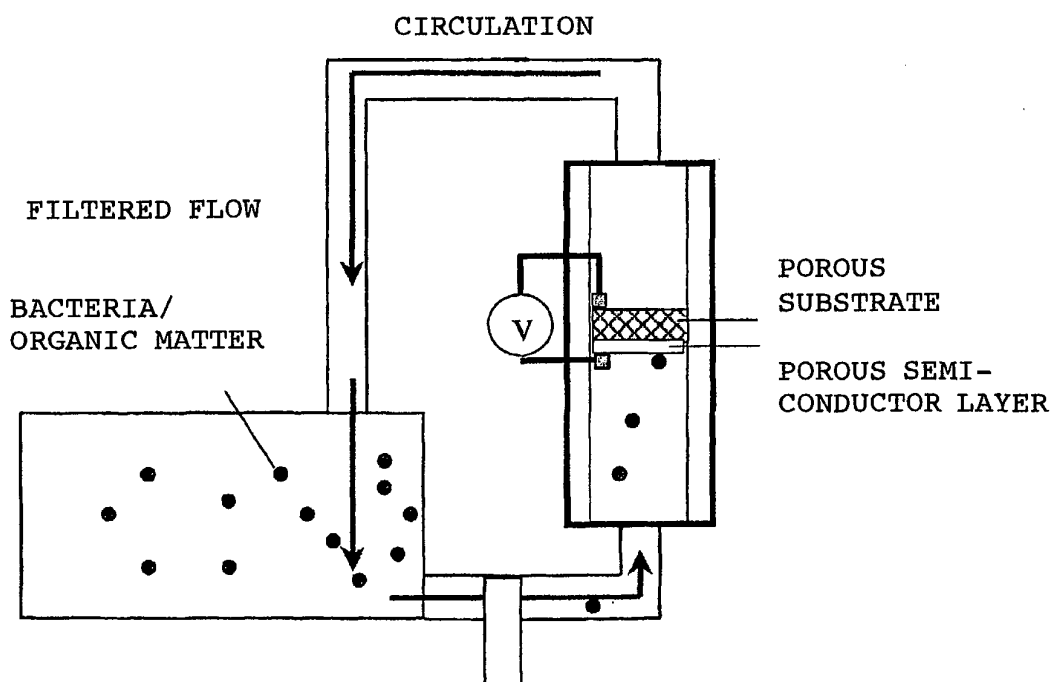 CIRCULATION
FILTERED FLOW
BACTERIA/
ORGANIC MATTER
V
POROUS
SUBSTRATE
POROUS SEMI-
CONDUCTOR LAYER